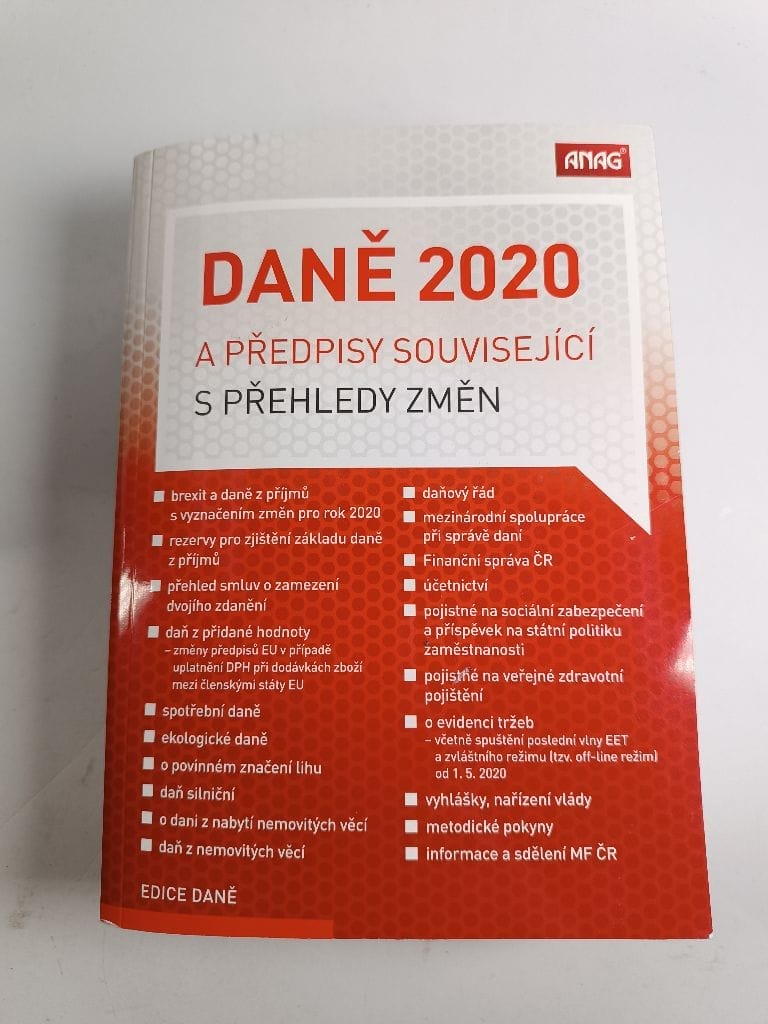 ANAG®
DANĚ 2020
A PŘEDPISY SOUVISEJÍCÍ
S PŘEHLEDY ZMĚN
brexit a daně z příjmů
s vyznačením změn pro rok 2020
rezervy pro zjištění základu daně
z příjmů
přehled smluv o zamezení
dvojího zdanění
daň z přidané hodnoty
– změny předpisů EU v případě
uplatnění DPH při dodávkách zboží
mezi členskými státy EU
spotřební daně
ekologické daně
o povinném značení lihu
daň silniční
o dani z nabytí nemovitých věcí
daň z nemovitých věcí
daňový řád
mezinárodní spolupráce
při správě daní
Finanční správa ČR
účetnictví
pojistné na sociální zabezpečení
a příspěvek na státní politiku
zaměstnanosti
pojistné na veřejné zdravotní
pojištění
o evidenci tržeb
– včetně spuštění poslední vlny EET
a zvláštního režimu (tzv. off-line režim)
od 1. 5. 2020
vyhlášky, nařízení vlády
metodické pokyny
informace a sdělení MF ČR
EDICE DANĚ